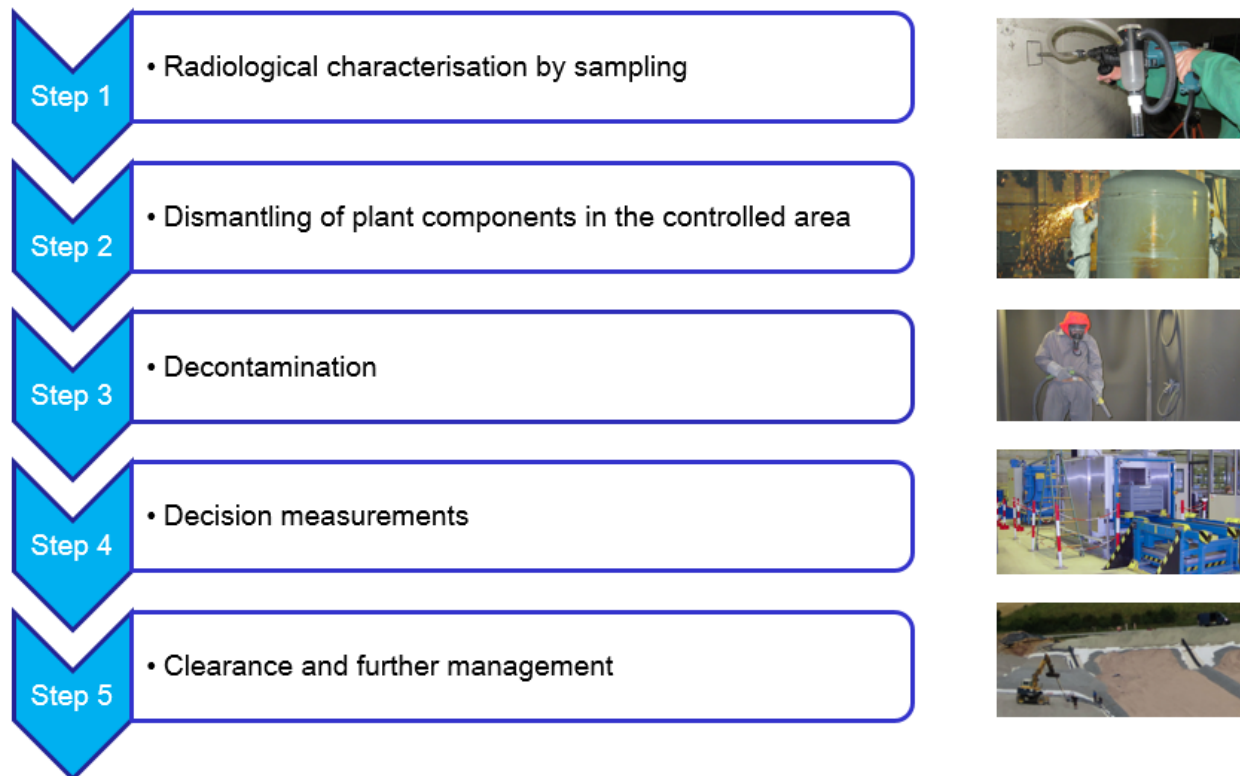 Step 1
• Radiological characterisation by sampling
Step 2
• Dismantling of plant components in the controlled area
Step 3
• Decontamination
Step 4
• Decision measurements
Step 5
• Clearance and further management